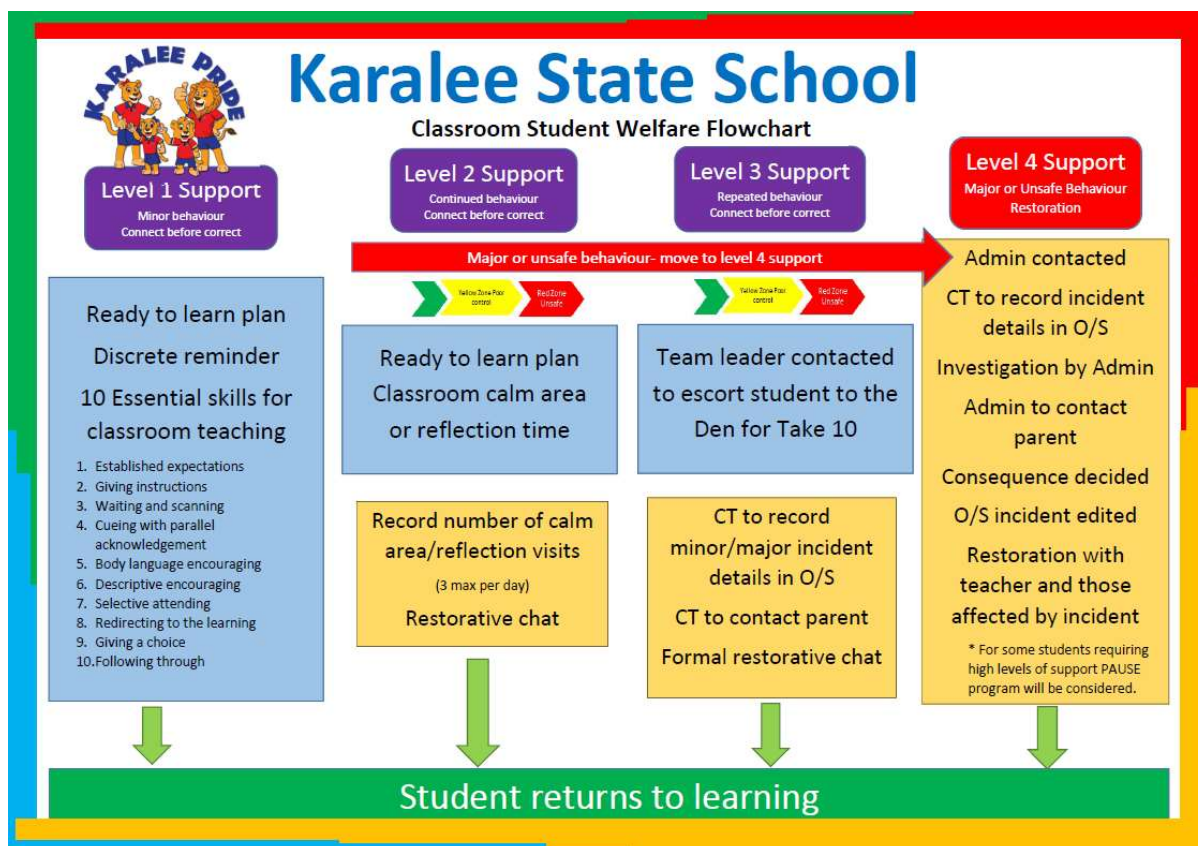 KARALEE PRIDE
Karalee State School
Classroom Student Welfare Flowchart
Level 1 Support
Minor behaviour
Connect before correct
Level 2 Support
Continued behaviour
Connect before correct
Level 3 Support
Repeated behaviour
Connect before correct
Level 4 Support
Major or Unsafe Behaviour
Restoration
Major or unsafe behaviour- move to level 4 support
Ready to learn plan
Discrete reminder
10 Essential skills for
classroom teaching
1. Established expectations
2. Giving instructions
3. Waiting and scanning
4. Cueing with parallel
acknowledgement
5. Body language encouraging
6. Descriptive encouraging
7. Selective attending
8. Redirecting to the learning
9. Giving a choice
10.Following through
Yellow Zone Poor
control
Red Zone
Unsafe
Ready to learn plan
Classroom calm area
or reflection time
Record number of calm
area/reflection visits
(3 max per day)
Restorative chat
Yellow Zone Poor
control
Red Zone
Unsafe
Team leader contacted
to escort student to the
Den for Take 10
CT to record
minor/major incident
details in O/S
CT to contact parent
Formal restorative chat
Admin contacted
CT to record incident
details in O/S
Investigation by Admin
Admin to contact
parent
Consequence decided
O/S incident edited
Restoration with
teacher and those
affected by incident
* For some students requiring
high levels of support PAUSE
program will be considered.
Student returns to learning